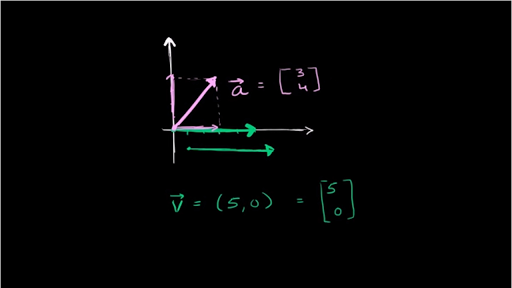 a⃗ = [3 4]
v⃗ = (5,0) = [5 0]